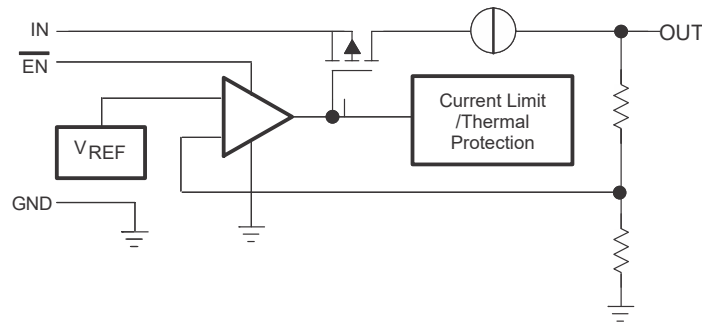 IN
OUT
EN
Current Limit
/Thermal
Protection
VREF
GND